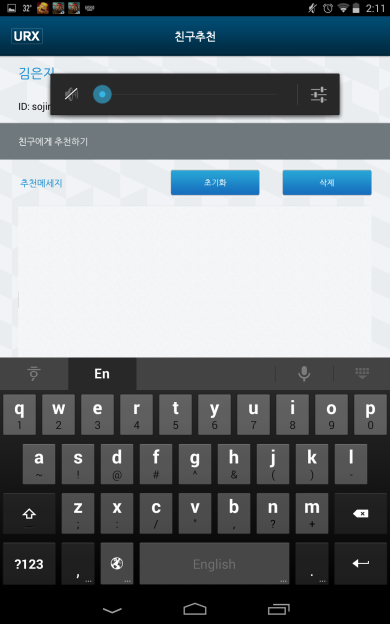 32° 2:11
URX 친구추천
김은지
ID: sojin
친구에게 추천하기
추천메세지 초기화 삭제
En
q w e r t y u i o p
1 2 3 4 5 6 7 8 9 0
a s d f g h j k l
~ ! @ # ^ & ( ) -
z x c v b n m
; : / " , ? +
?123 , English .